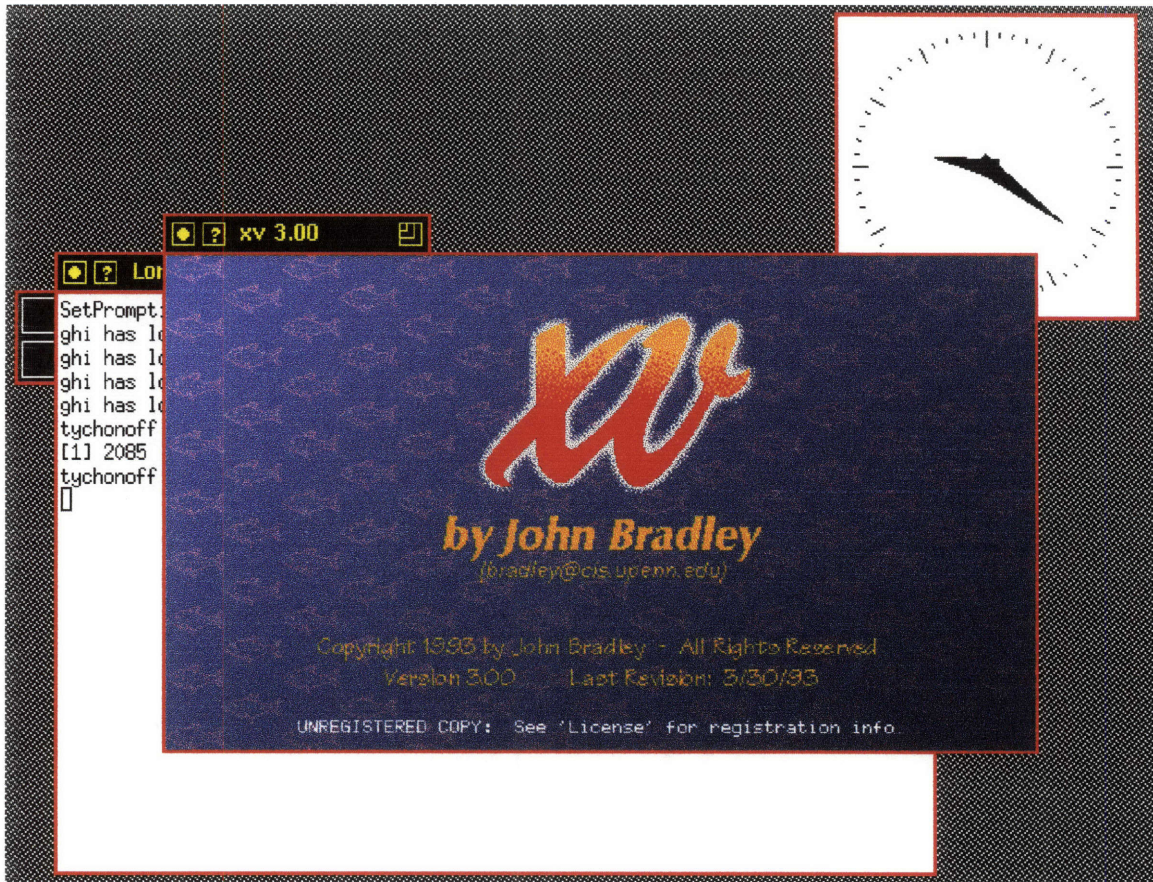 xv 3.00
? Lor
SetPrompt:
ghi has lo
ghi has lo
ghi has lo
ghi has lo
tychonoff
[1] 2085
tychonoff
xv
by John Bradley
(bradley@cis.upenn.edu)
Copyright 1993 by John Bradley - All Rights Reserved
Version 3.00 Last Revision: 3/30/93
UNREGISTERED COPY: See 'License' for registration info.